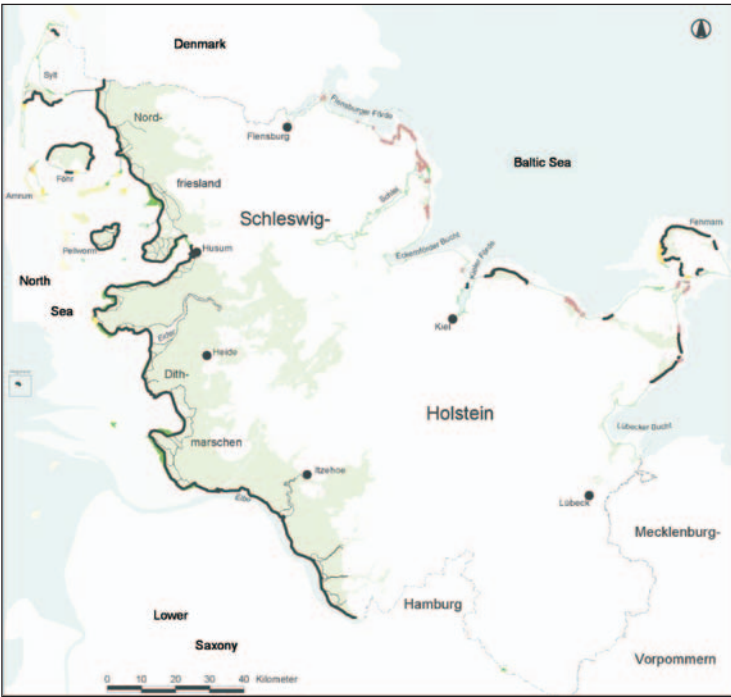 Denmark
Sylt
Nord-
Flensburger Förde
Flensburg
Baltic Sea
Föhr
friesland
Amrum
Schlei
Schleswig-
Fehmarn
Pellworm
Husum
Eckernförder Bucht
Kieler Förde
North
Sea
Eider
Kiel
Heide
Dith-
Holstein
Lübecker Bucht
marschen
Itzehoe
Elbe
Lübeck
Mecklenburg-
Hamburg
Lower
Saxony
Vorpommern
0 10 20 30 40 Kilometer